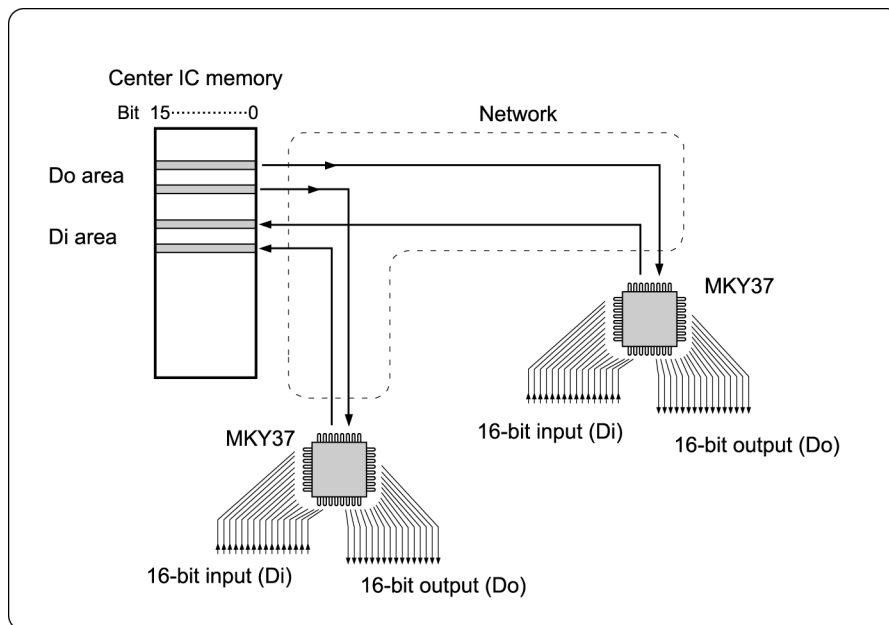 Center IC memory
Bit 15············0
Network
Do area
Di area
MKY37
16-bit input (Di)
16-bit output (Do)
MKY37
16-bit input (Di)
16-bit output (Do)